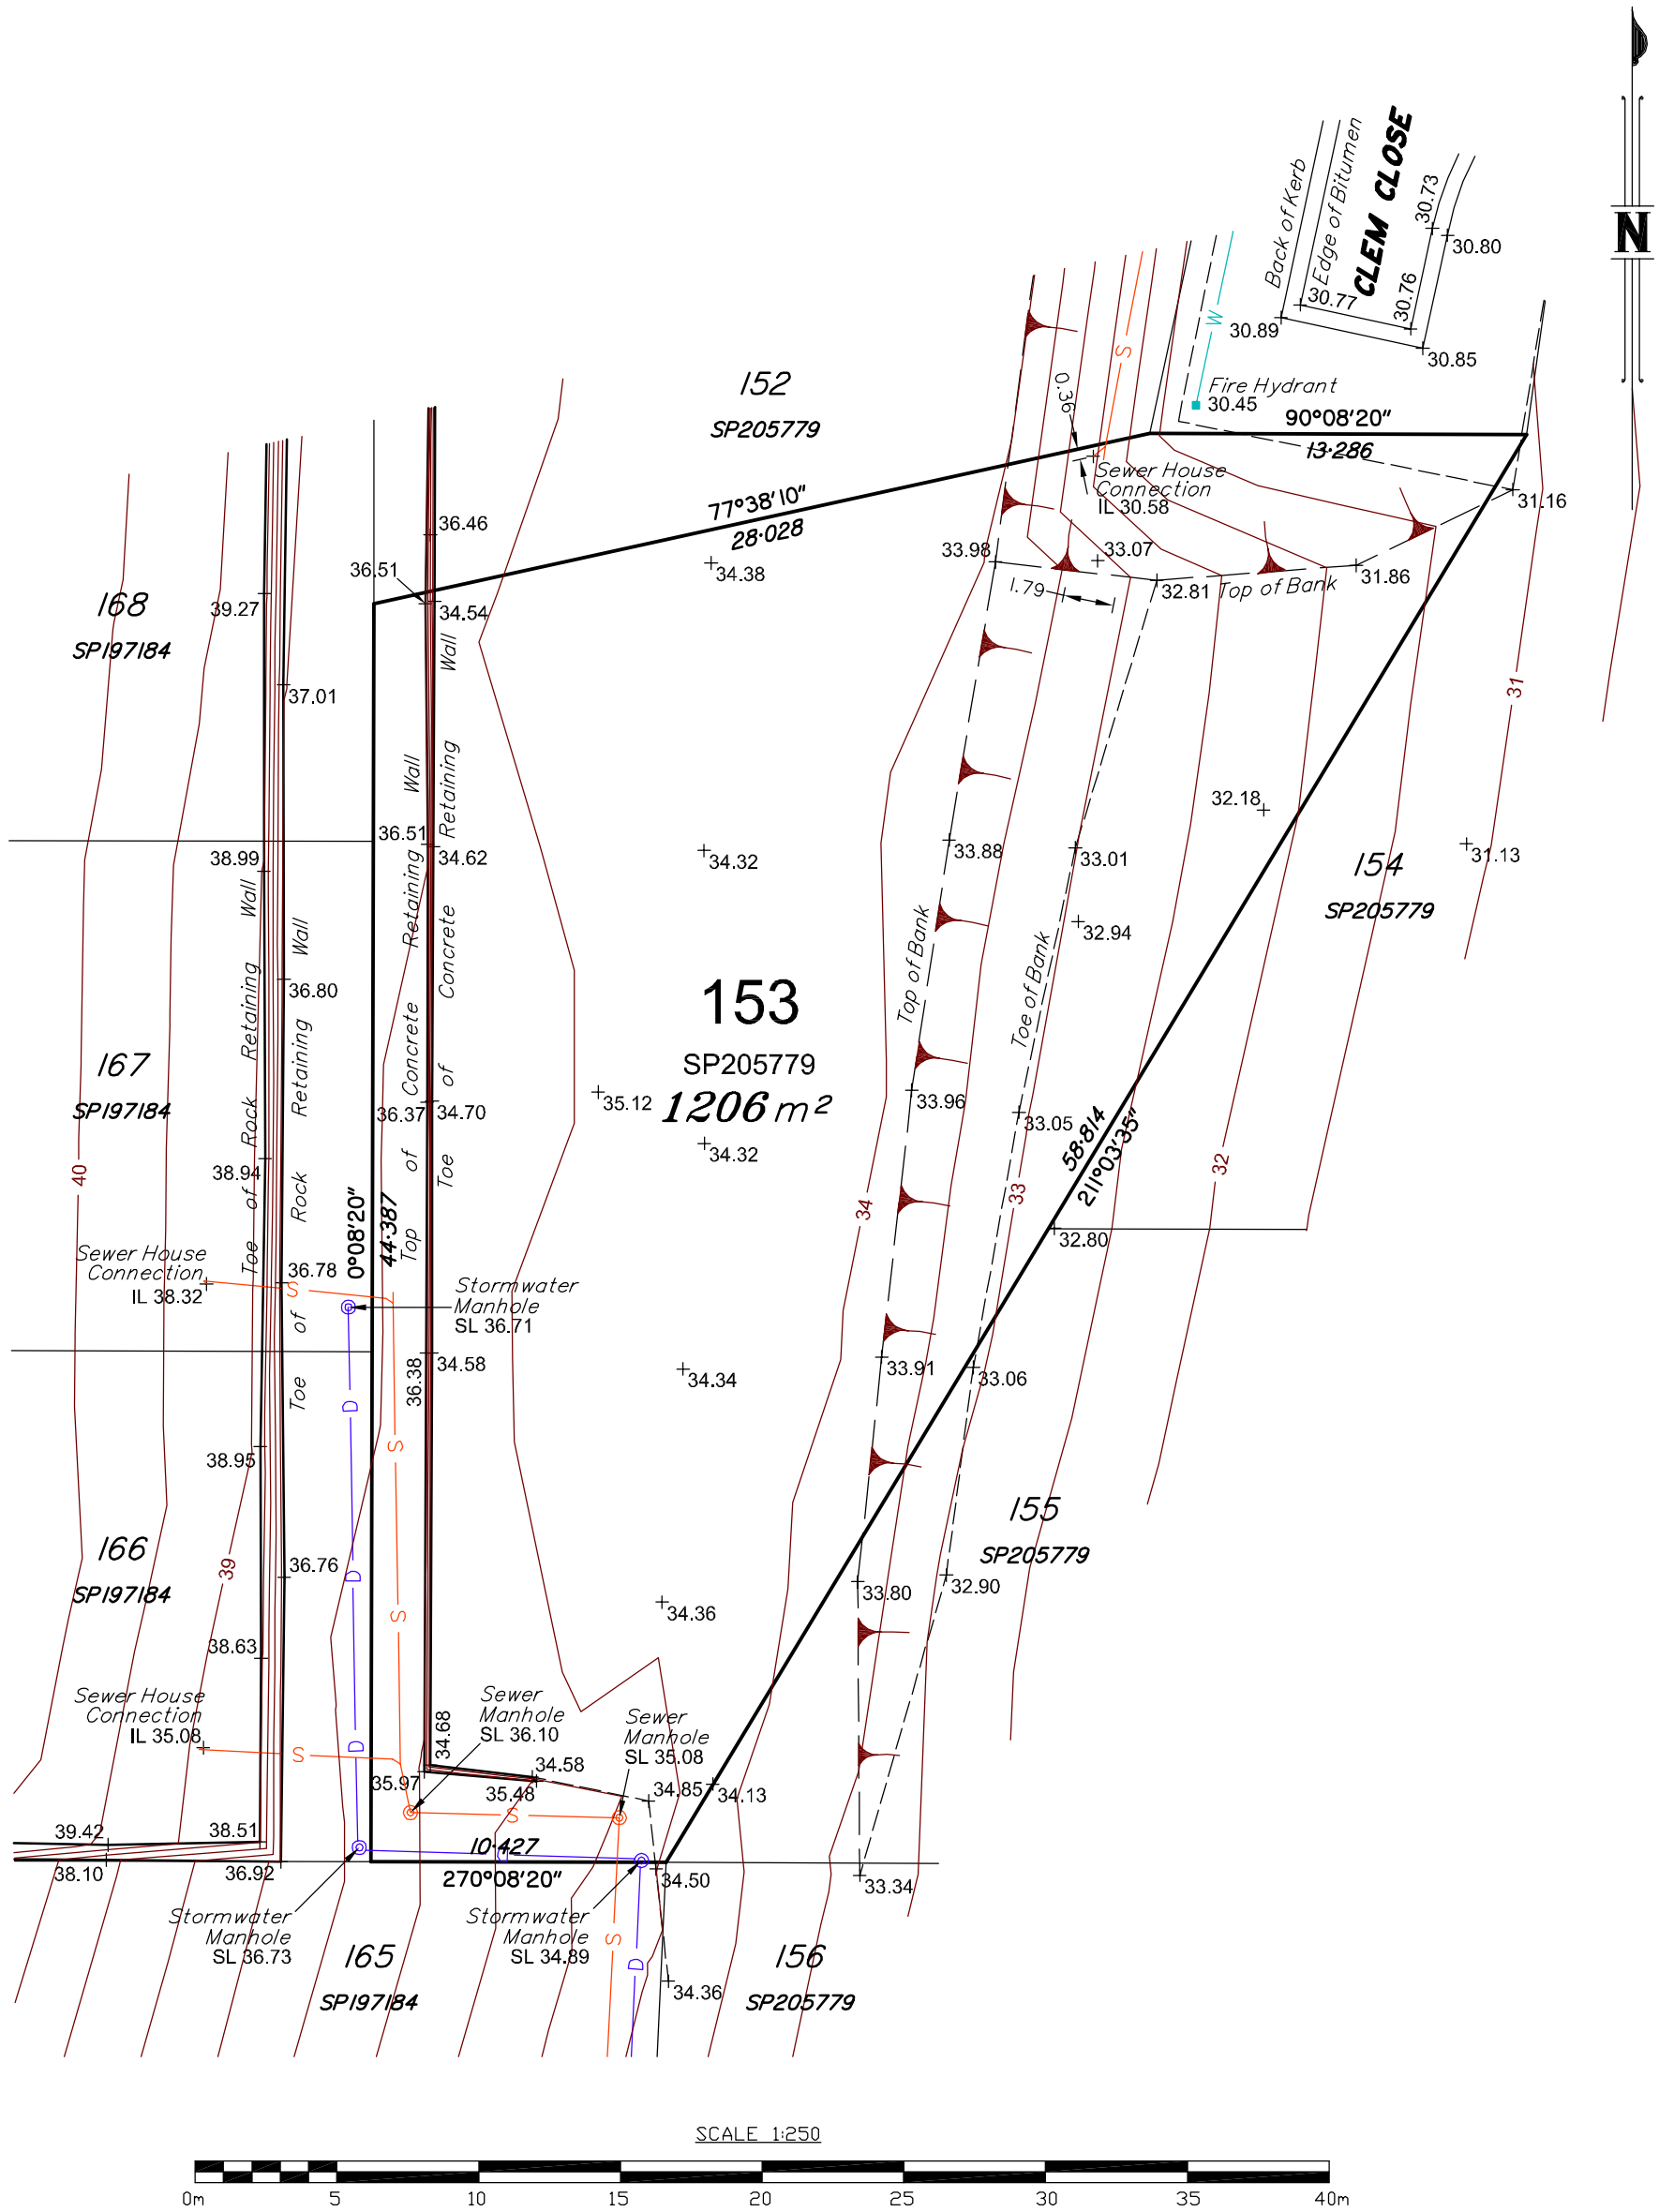 CLEM CLOSE
Back of Kerb
Edge of Bitumen
30.73
30.80
30.76
30.77
30.89
30.85
N
W
S
Fire Hydrant
30.45
152
SP205779
0.36
90°08'20"
13·286
Sewer House
Connection
IL 30.58
31.16
77°38'10"
28·028
36.46
36.51
34.54
34.38
33.98
33.07
1.79
32.81
Top of Bank
31.86
168
SP197184
39.27
37.01
31
32.18
31.13
154
SP205779
38.99
36.51
34.62
34.32
33.88
33.01
32.94
Toe of Rock Retaining Wall
Toe of Rock Retaining Wall
Top of Concrete Retaining Wall
Toe of Concrete Retaining Wall
Top of Bank
Toe of Bank
36.80
153
SP205779
1206 m²
167
SP197184
40
38.94
36.37
34.70
35.12
34.32
33.96
33.05
58·814
211°03'35"
34
33
32
32.80
0°08'20"
44·387
Sewer House
Connection
IL 38.32
36.78
S
Stormwater
Manhole
SL 36.71
36.38
34.58
34.34
33.91
33.06
D
S
38.95
155
SP205779
166
SP197184
39
36.76
D
S
34.36
33.80
32.90
38.63
Sewer House
Connection
IL 35.08
S
D
34.68
Sewer
Manhole
SL 36.10
Sewer
Manhole
SL 35.08
35.97
34.58
35.48
34.85
34.13
S
39.42
38.51
38.10
36.92
10·427
D
270°08'20"
34.50
33.34
Stormwater
Manhole
SL 36.73
Stormwater
Manhole
SL 34.89
S
D
165
SP197184
156
SP205779
34.36
SCALE 1:250
0m 5 10 15 20 25 30 35 40m